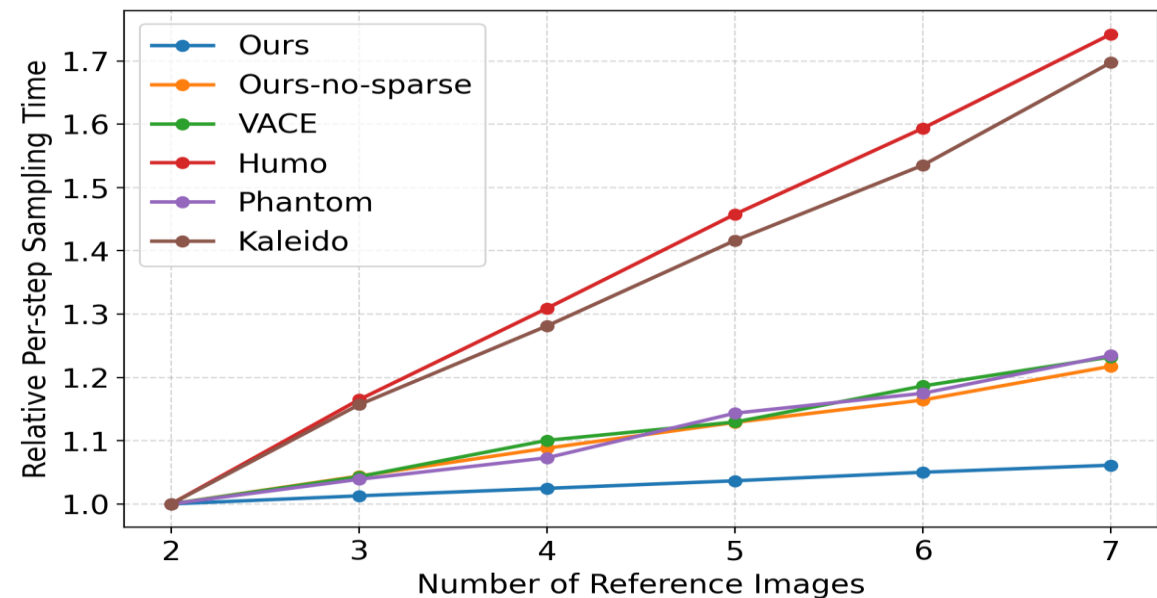 Relative Per-step Sampling Time
1.7
1.6
1.5
1.4
1.3
1.2
1.1
1.0
Ours
Ours-no-sparse
VACE
Humo
Phantom
Kaleido
2 3 4 5 6 7
Number of Reference Images